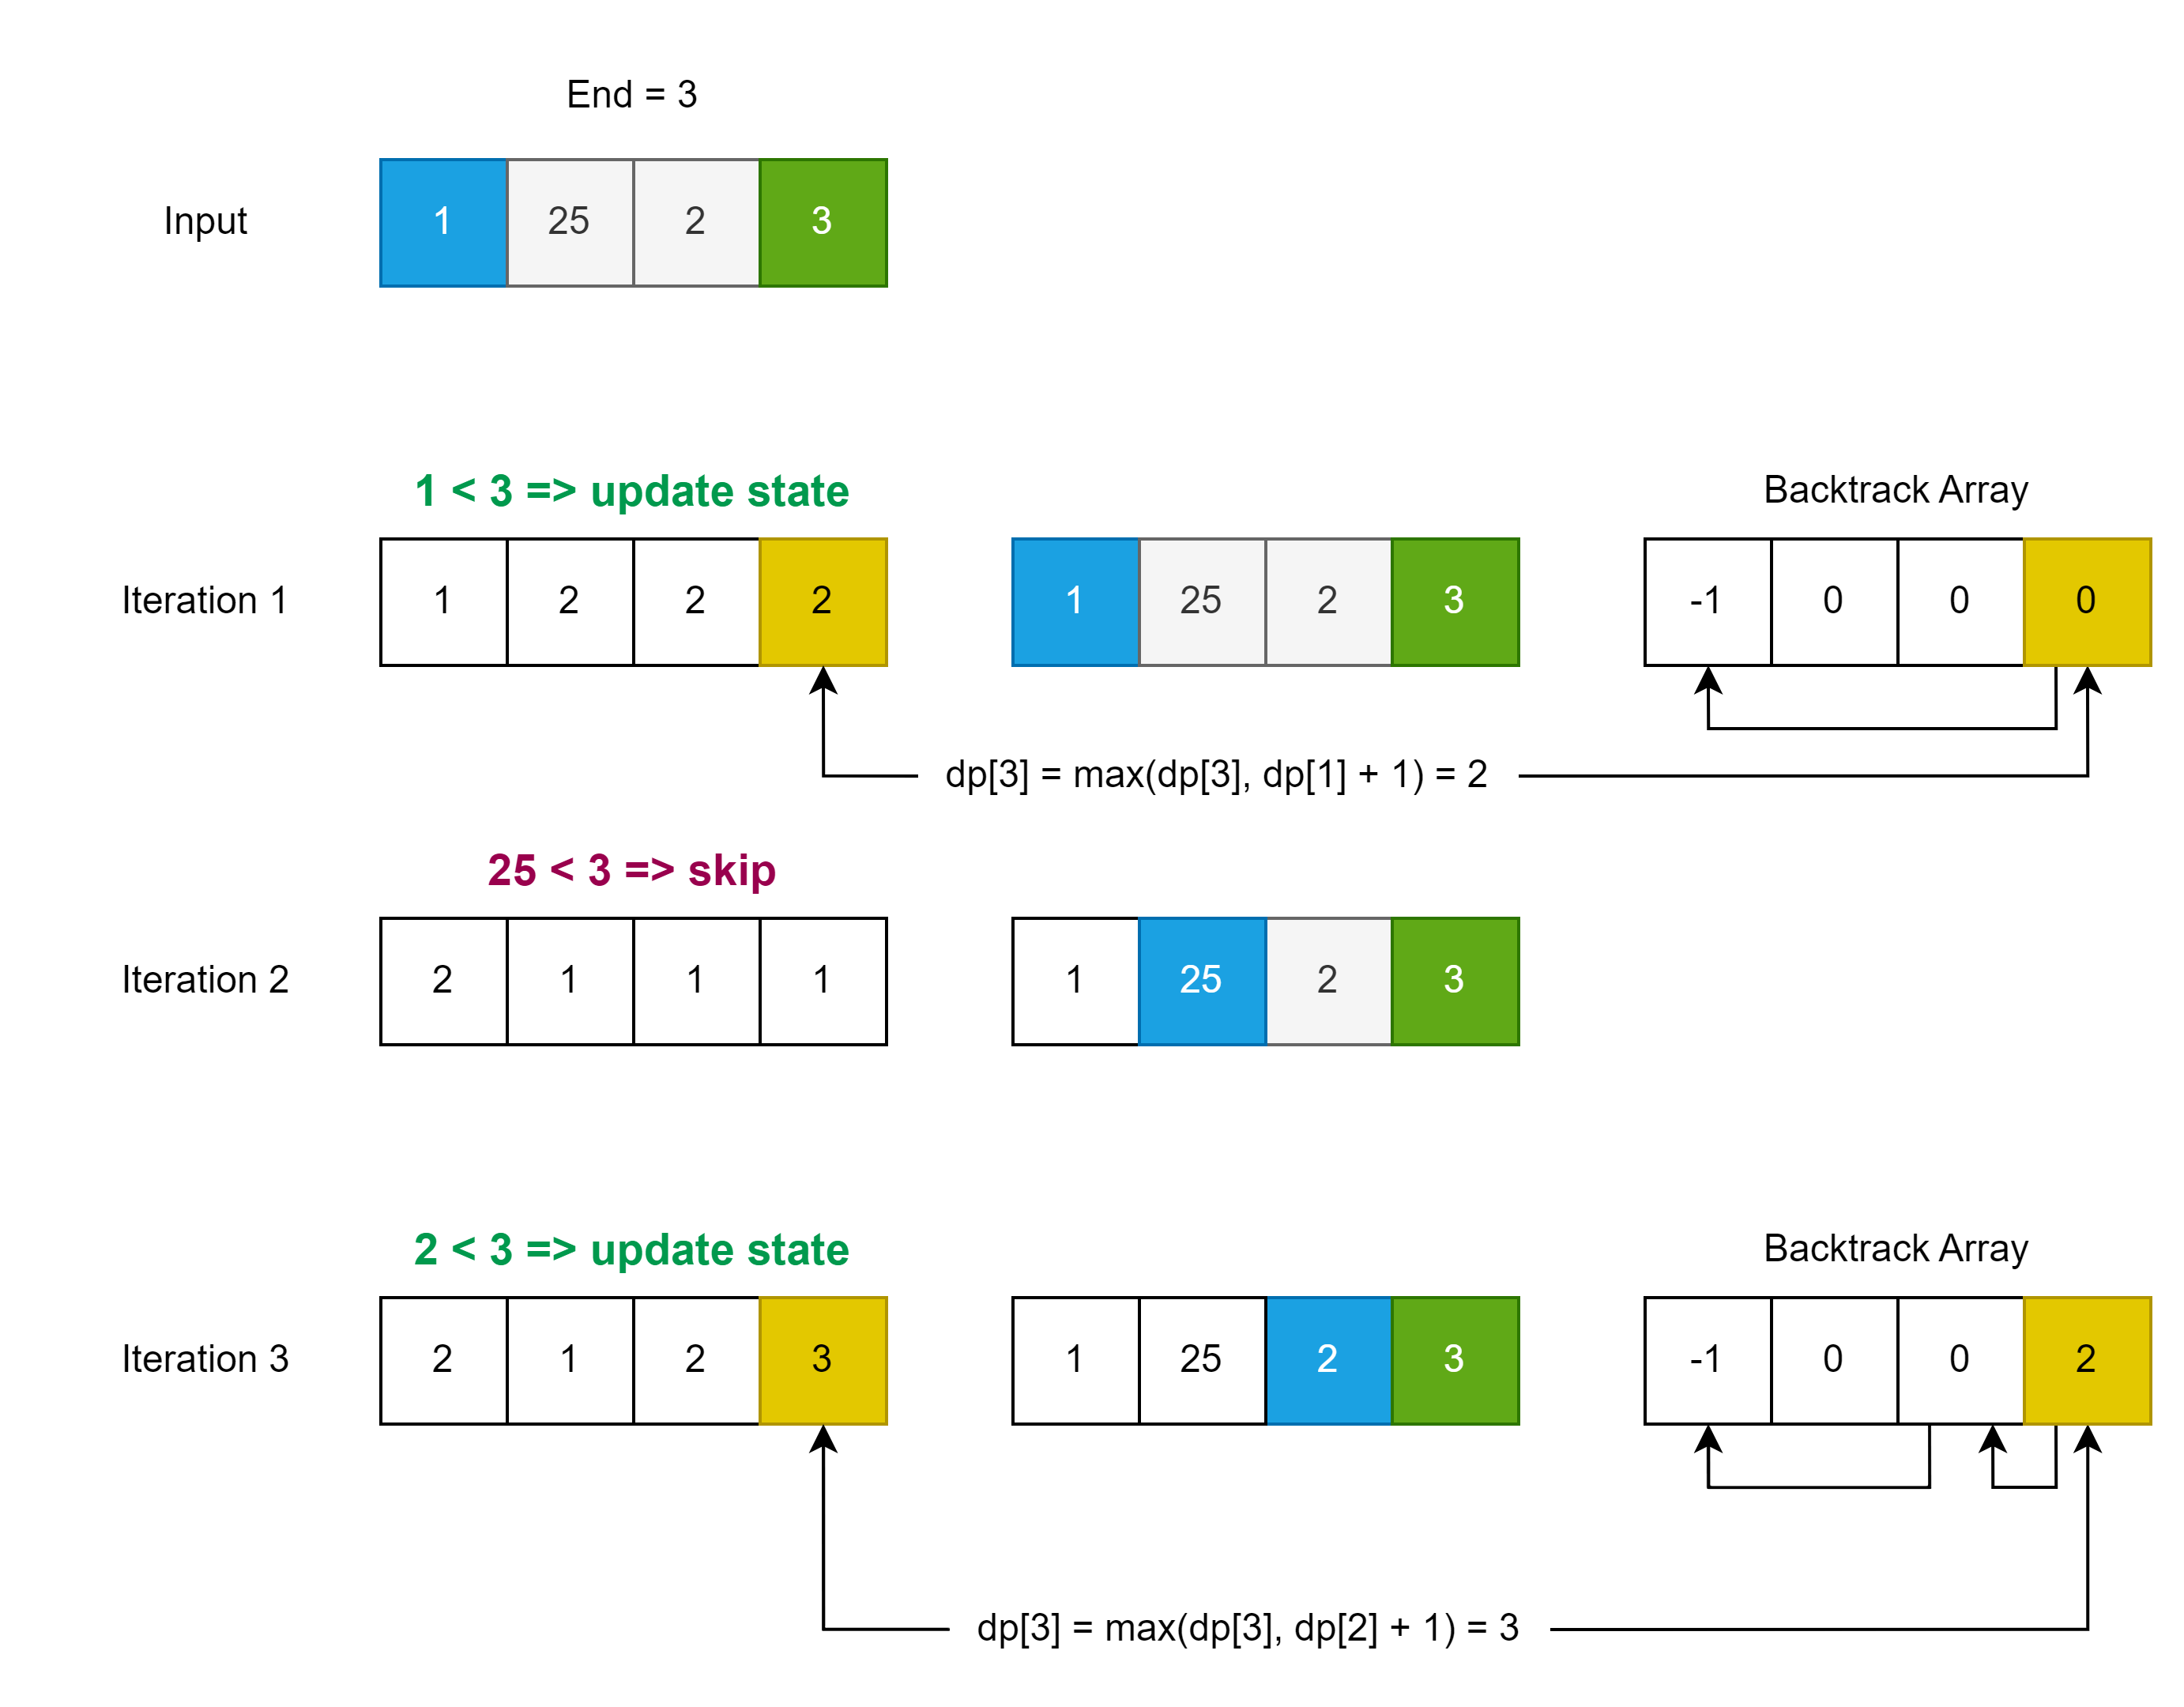 End = 3
Input 1 25 2 3
1 < 3 => update state
Backtrack Array
Iteration 1 1 2 2 2 1 25 2 3 -1 0 0 0
dp[3] = max(dp[3], dp[1] + 1) = 2
25 < 3 => skip
Iteration 2 2 1 1 1 1 25 2 3
2 < 3 => update state
Backtrack Array
Iteration 3 2 1 2 3 1 25 2 3 -1 0 0 2
dp[3] = max(dp[3], dp[2] + 1) = 3